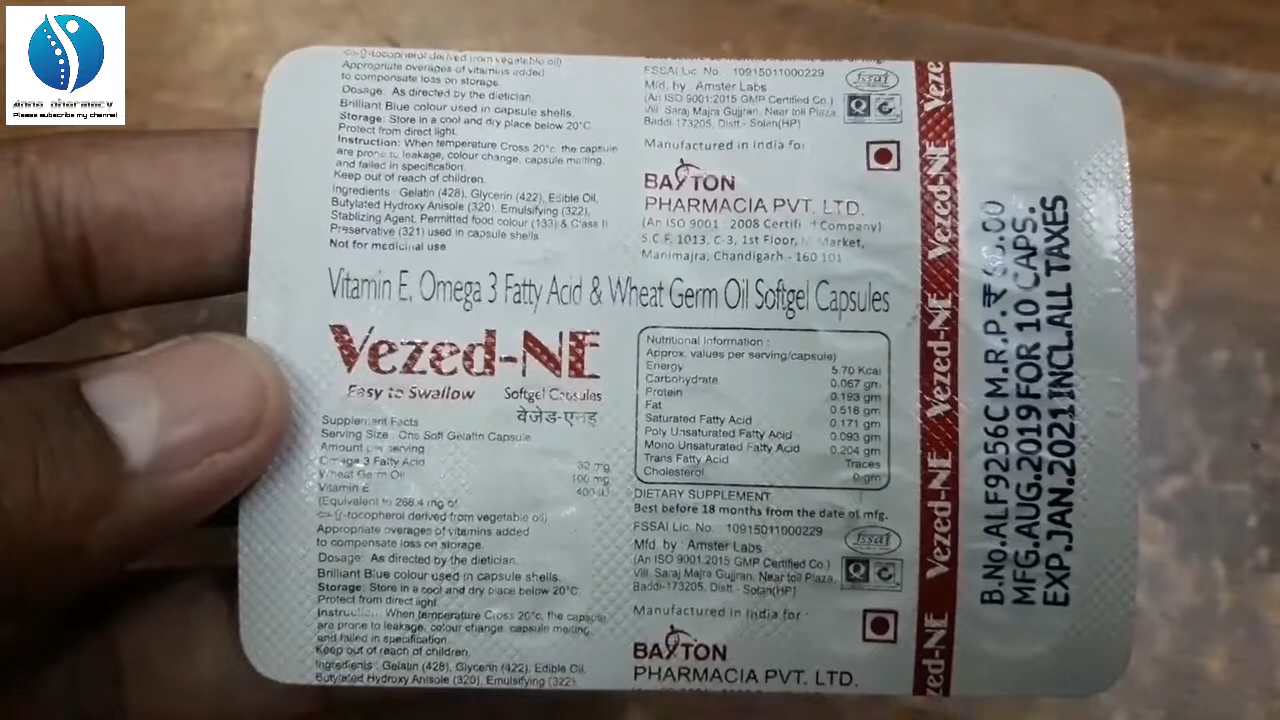 Anna pharmacy
Please subscribe my channel
-tocopherol derived from vegetable oil)
Appropriate overages of vitamins added
to compensate loss on storage.
Dosage: As directed by the dietician.
Brilliant Blue colour used in capsule shells.
Storage: Store in a cool and dry place below 20°C
Protect from direct light.
Instruction: When temperature Cross 20°c, the capsule
are prone to leakage, colour change, capsule melting,
and failed in specification.
Keep out of reach of children.
Ingredients : Gelatin (428), Glycerin (422), Edible Oil,
Butylated Hydroxy Anisole (320), Emulsifying (322),
Stablizing Agent, Permitted food colour (133) & Class II
Preservative (321) used in capsule shells
Not for medicinal use
FSSAI Lic. No. 10915011000229
fssai
Mfd. by : Amster Labs
(An ISO 9001:2015 GMP Certified Co.)
Vill. Saraj Majra Gujjran, Near toll Plaza,
Baddi-173205, Distt - Solan(HP)
Manufactured in India for
BAXTON
PHARMACIA PVT. LTD.
(An ISO 9001 : 2008 Company)
S.C.F. 1013, C-3, 1st Floor, Market,
Manimajra, Chandigarh - 160 101
Vitamin E, Omega 3 Fatty Acid & Wheat Germ Oil Softgel Capsules
Vezed-NE
Easy to Swallow Softgel Capsules
वेजेड-एनई
Supplement Facts
Serving Size : One Soft Gelatin Capsule
Amount per serving
Omega 3 Fatty Acid 30 mg
Wheat Germ Oil 100 mg
Vitamin E 400 IU
(Equivalent to 268.4 mg of
-tocopherol derived from vegetable oil)
Appropriate overages of vitamins added
to compensate loss on storage.
Dosage: As directed by the dietician.
Brilliant Blue colour used in capsule shells.
Storage: Store in a cool and dry place below 20°C
Protect from direct light
Instruction: When temperature Cross 20°c, the capsule
are prone to leakage, colour change, capsule melting,
and failed in specification.
Keep out of reach of children.
Ingredients : Gelatin (428), Glycerin (422), Edible Oil,
Butylated Hydroxy Anisole (320), Emulsifying (322),
Nutritional Information :
Approx. values per serving/capsule)
Energy 5.70 Kcal
Carbohydrate 0.067 gm
Protein 0.193 gm
Fat 0.518 gm
Saturated Fatty Acid 0.171 gm
Poly Unsaturated Fatty Acid 0.093 gm
Mono Unsaturated Fatty Acid 0.204 gm
Trans Fatty Acid Traces
Cholesterol 0 gm
DIETARY SUPPLEMENT
Best before 18 months from the date of mfg.
FSSAI Lic. No. 10915011000229
fssai
Mfd. by : Amster Labs
(An ISO 9001:2015 GMP Certified Co.)
Vill. Saraj Majra Gujjran, Near toll Plaza,
Baddi-173205, Distt - Solan(HP)
Manufactured in India for
BAXTON
PHARMACIA PVT. LTD.
Vezed-NE Vezed-NE Vezed-NE Vezed-NE
B.No.ALF9256C M.R.P.₹60.00
MFG.AUG.2019 FOR 10 CAPS.
EXP.JAN.2021 INCL.ALL TAXES